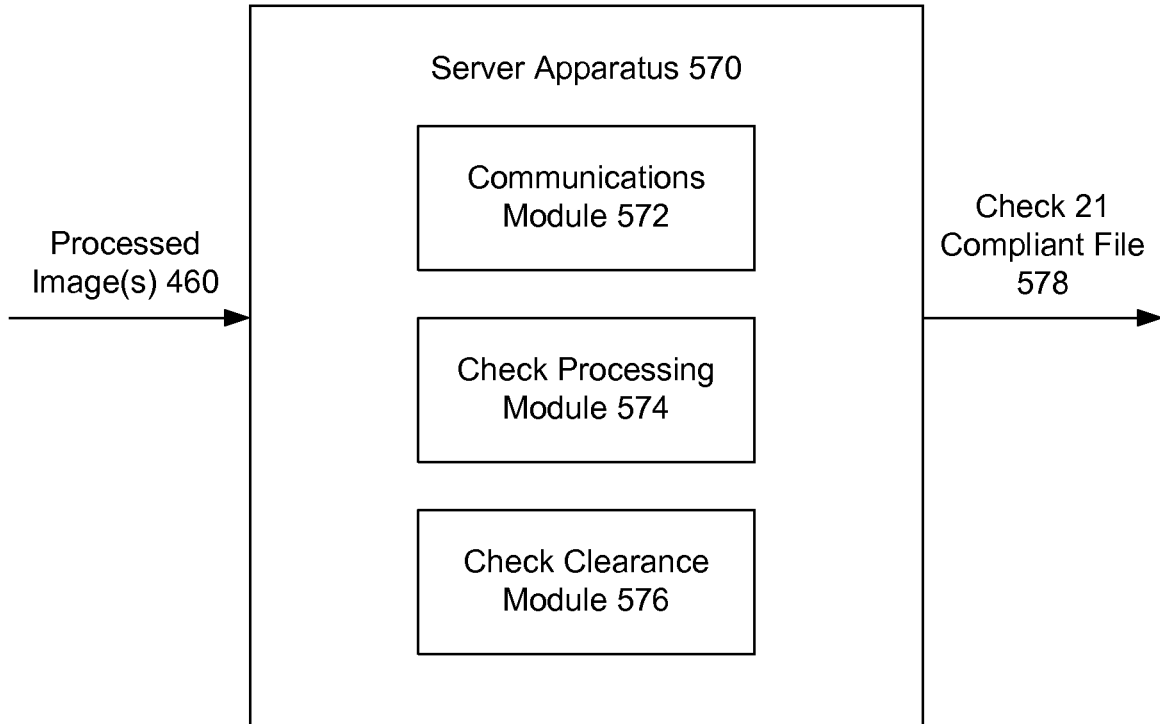 Server Apparatus 570
Communications
Module 572
Processed
Image(s) 460
Check 21
Compliant File
578
Check Processing
Module 574
Check Clearance
Module 576